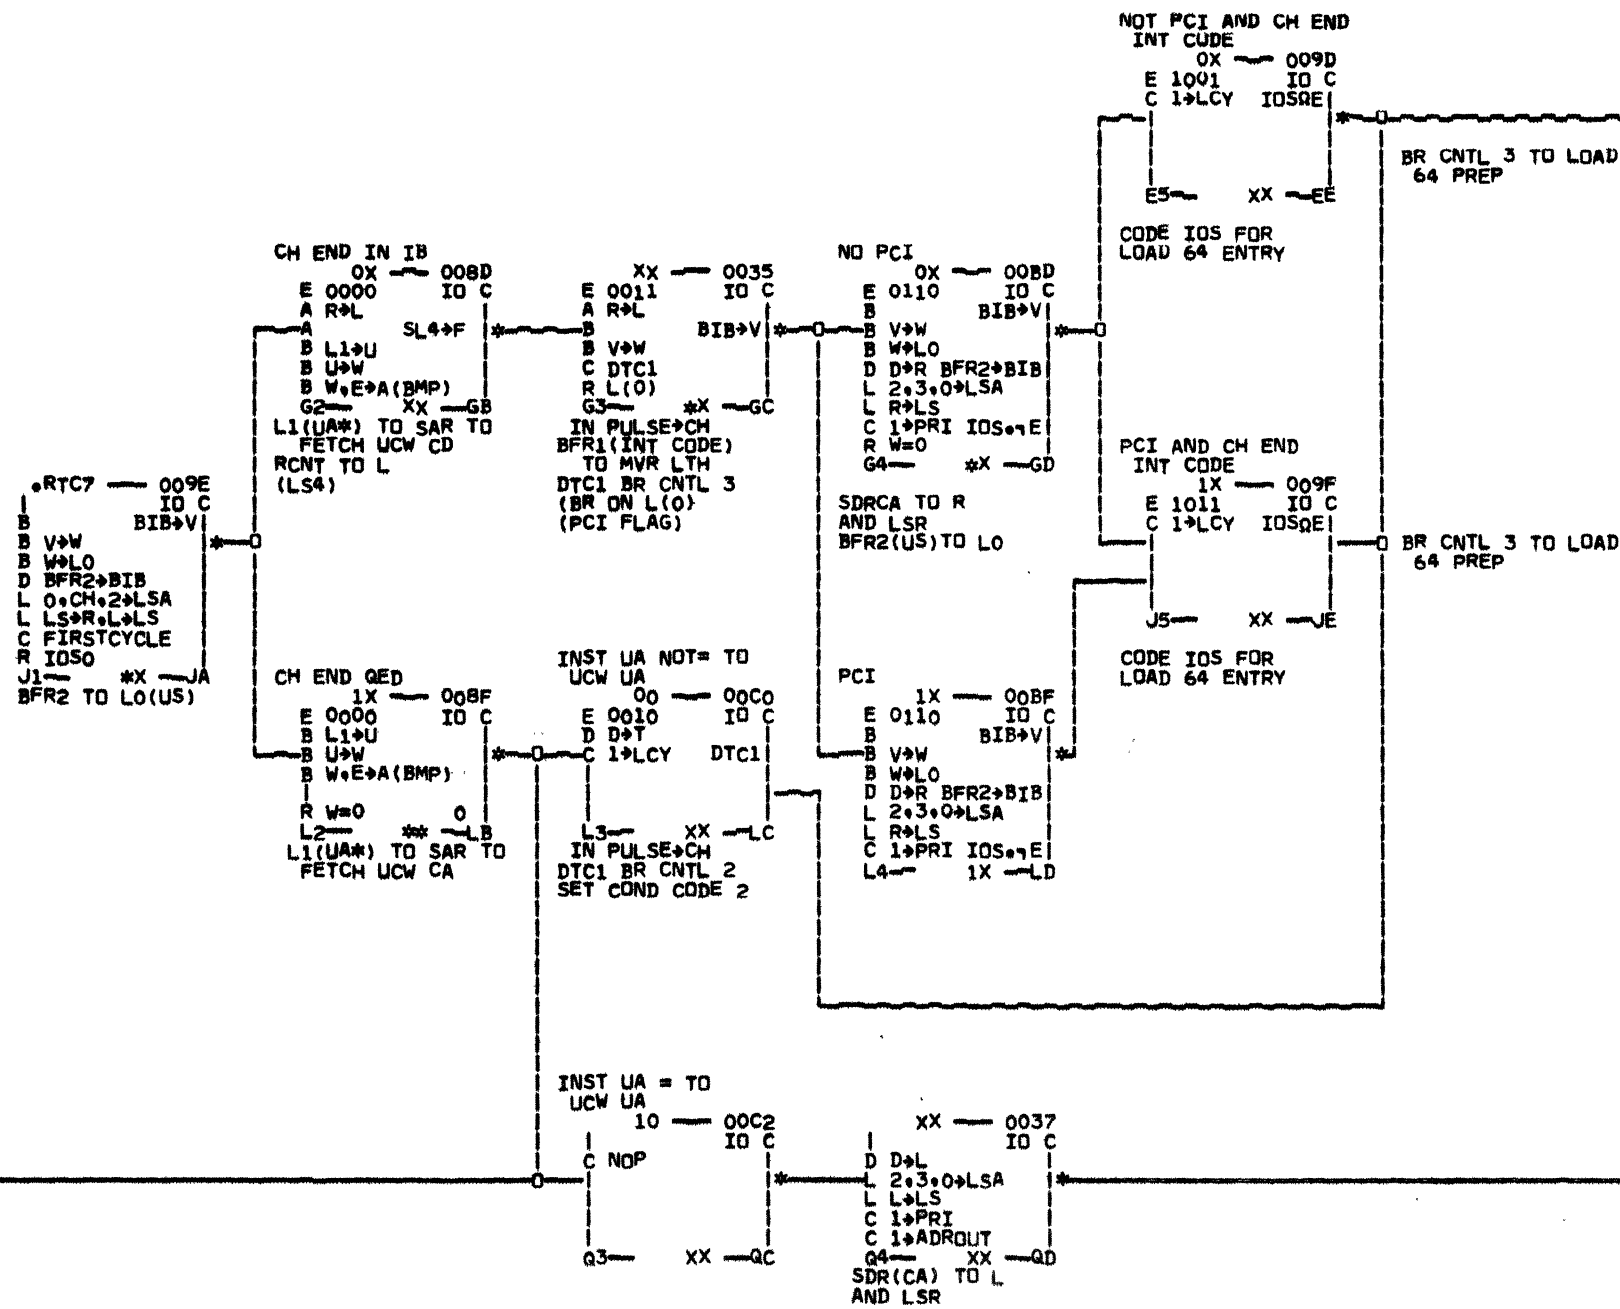 NOT PCI AND CH END
INT CUDE
0X — 009D
E 1001 IO C
C 1→LCY IOSΩE
*
E5— XX —EE
BR CNTL 3 TO LOAD
64 PREP
CODE IOS FOR
LOAD 64 ENTRY
CH END IN IB
0X — 008D
E 0000 IO C
A R→L
A SL4→F *
B L1→U
B U→W
B W,E→A(BMP)
G2— XX —GB
L1(UA*) TO SAR TO
FETCH UCW CD
RCNT TO L
(LS4)
XX — 0035
E 0011 IO C
A R→L
B BIB→V *
B V→W
C DTC1
R L(0)
G3— *X —GC
IN PULSE→CH
BFR1(INT CODE)
TO MVR LTH
DTC1 BR CNTL 3
(BR ON L(0)
(PCI FLAG)
NO PCI
0X — 00BD
E 0110 IO C
B BIB→V
B V→W *
B W→L0
D D→R BFR2→BIB
L 2,3,0→LSA
L R→LS
C 1→PRI IOS•¬E
R W=0
G4— *X —GD
SDRCA TO R
AND LSR
BFR2(US)TO L0
PCI AND CH END
INT CODE
1X — 009F
E 1011 IO C
C 1→LCY IOSΩE
J5— XX —JE
BR CNTL 3 TO LOAD
64 PREP
CODE IOS FOR
LOAD 64 ENTRY
.RTC7 — 009E
IO C
B BIB→V
B V→W *
B W→L0
D BFR2→BIB
L 0,CH,2→LSA
L LS→R,L→LS
C FIRSTCYCLE
R IOS0
J1— *X —JA
BFR2 TO L0(US)
CH END QED
1X — 008F
E 0000 IO C
B L1→U
B U→W *
B W,E→A(BMP)
R W=0 0
L2— ** —LB
L1(UA*) TO SAR TO
FETCH UCW CA
INST UA NOT= TO
UCW UA
00 — 00C0
E 0010 IO C
D D→T
C 1→LCY DTC1
L3— XX —LC
IN PULSE→CH
DTC1 BR CNTL 2
SET COND CODE 2
PCI
1X — 00BF
E 0110 IO C
B BIB→V
B V→W *
B W→L0
D D→R BFR2→BIB
L 2,3,0→LSA
L R→LS
C 1→PRI IOS•¬E
L4— 1X —LD
INST UA = TO
UCW UA
10 — 00C2
IO C
C NOP
*
Q3— XX —QC
XX — 0037
IO C
D D→L
L 2,3,0→LSA *
L L→LS
C 1→PRI
C 1→ADROUT
Q4— XX —QD
SDR(CA) TO L
AND LSR